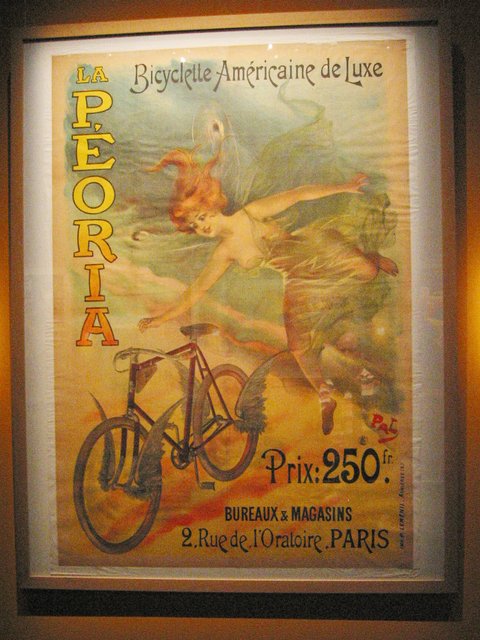 LA
PÉORIA
Bicyclette Américaine de Luxe
Pal
Prix: 250.fr.
BUREAUX & MAGASINS
2, Rue de l'Oratoire, PARIS